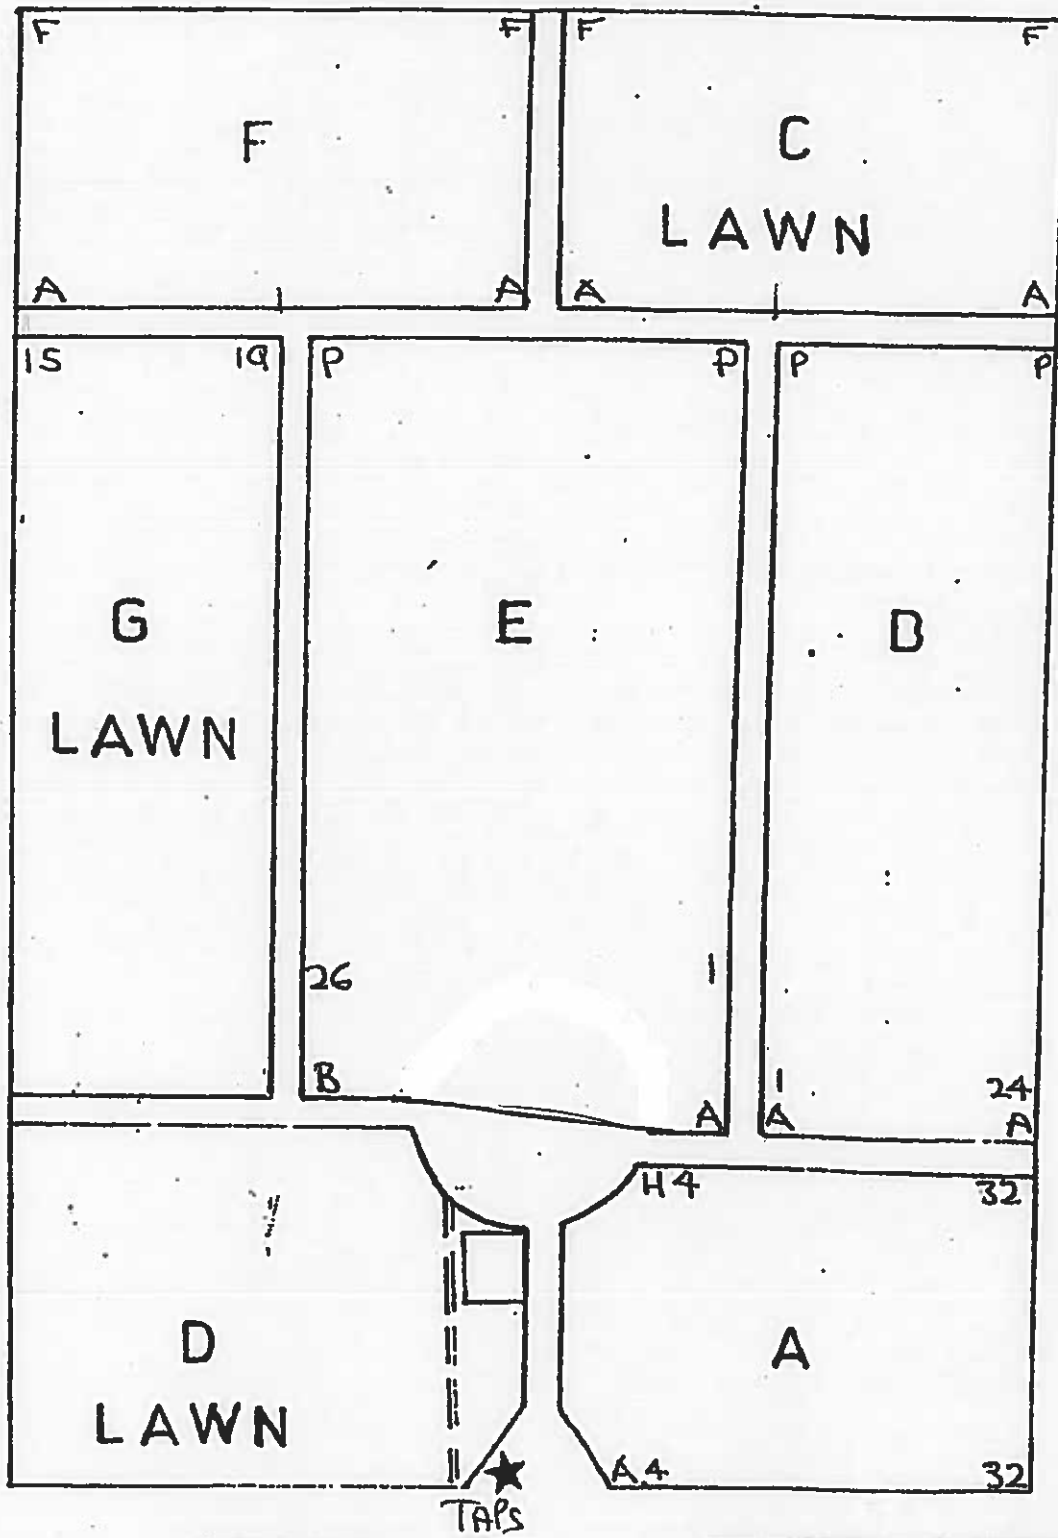 F F F F
F C
LAWN
A A A A
15 19 P P P P
G E D
LAWN
26 1
B 1 24
A A A
H4 32
D A
LAWN
A4 32
TAPS